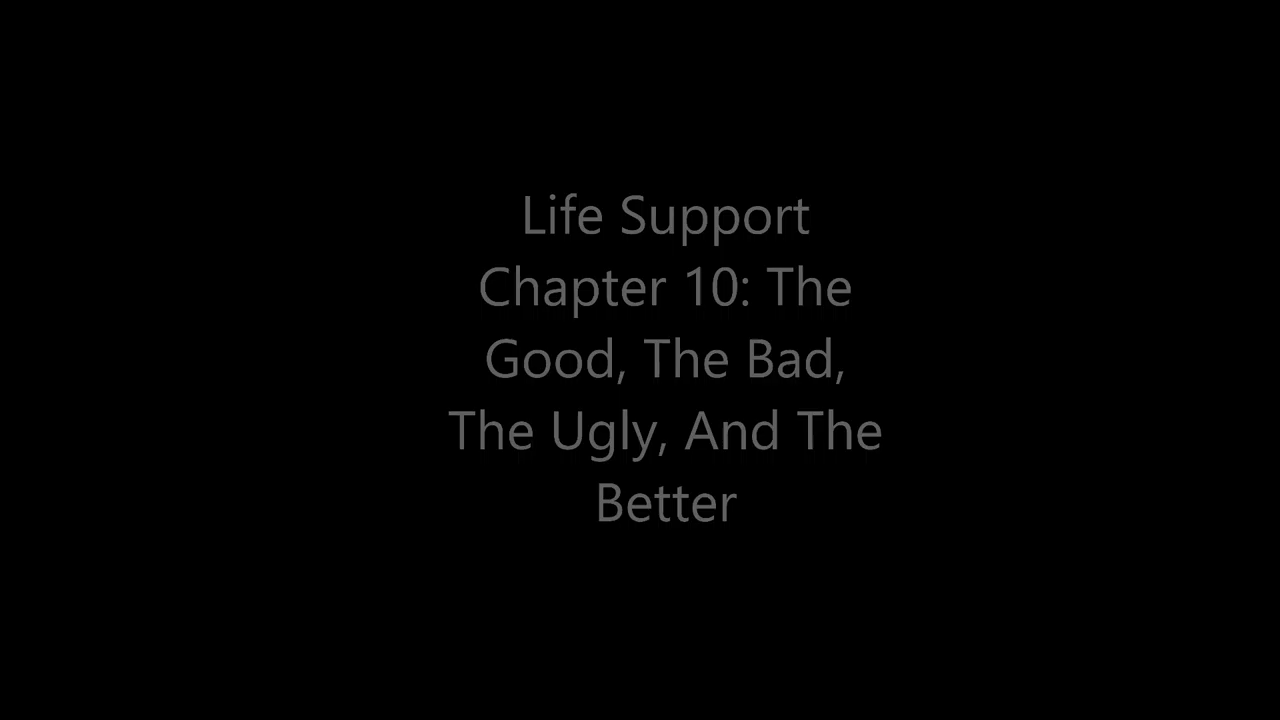 Life Support
Chapter 10: The
Good, The Bad,
The Ugly, And The
Better